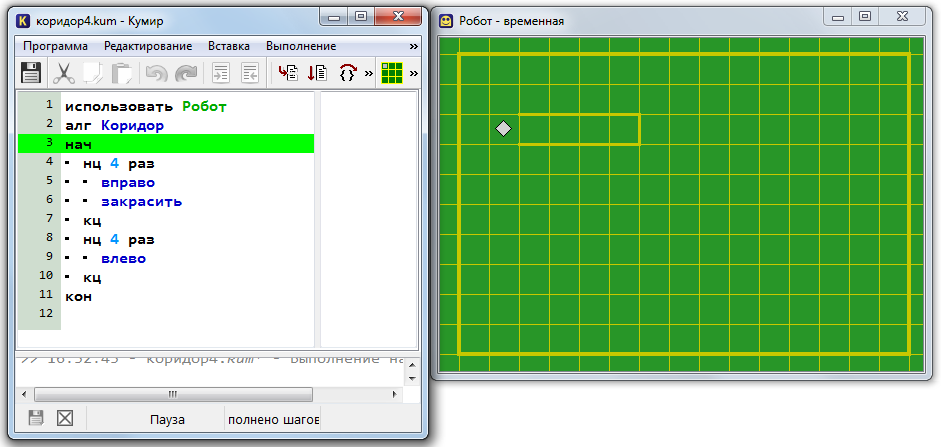 коридор4.kum - Кумир
Программа Редактирование Вставка Выполнение »
» »
1 использовать Робот
2 алг Коридор
3 нач
4 нц 4 раз
5 вправо
6 закрасить
7 кц
8 нц 4 раз
9 влево
10 кц
11 кон
12
>> 16:52:45 - коридор4.kum* - Выполнение на
Пауза полнено шагов
Робот - временная